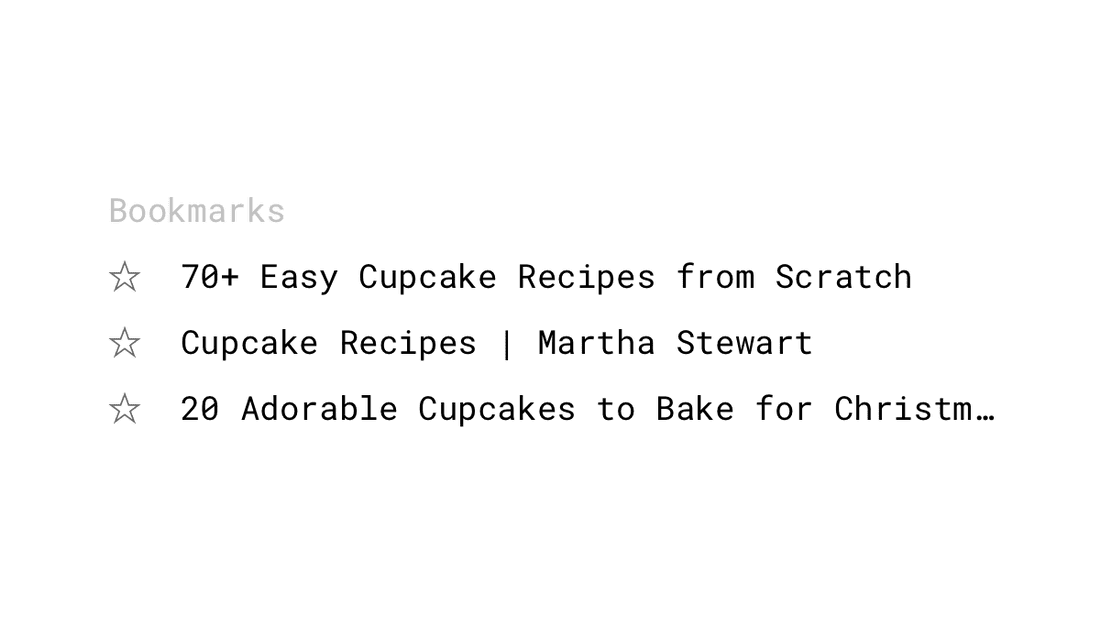 Bookmarks
☆ 70+ Easy Cupcake Recipes from Scratch
☆ Cupcake Recipes | Martha Stewart
☆ 20 Adorable Cupcakes to Bake for Christm…